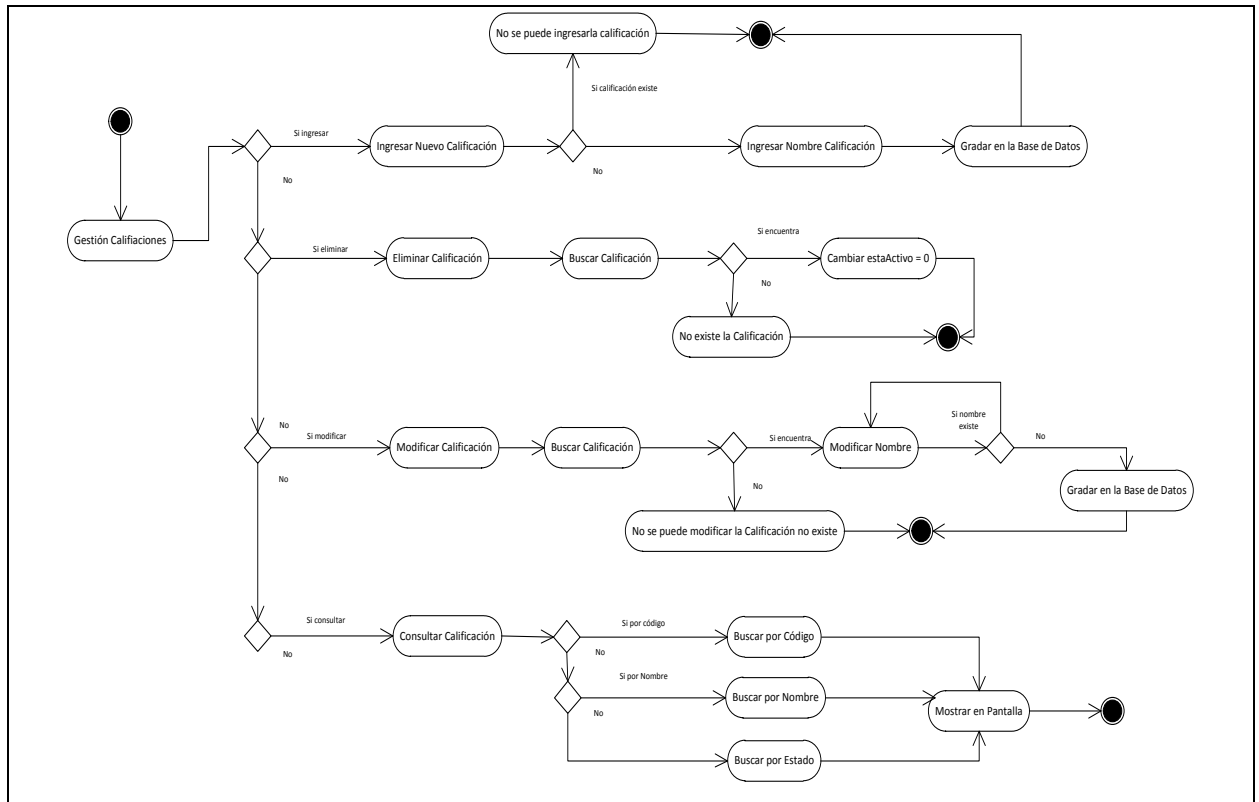 No se puede ingresarla calificación
Si calificación existe
Si ingresar
Ingresar Nuevo Calificación
Ingresar Nombre Calificación
Gradar en la Base de Datos
No
No
Gestión Califiaciones
Si eliminar
Eliminar Calificación
Buscar Calificación
Si encuentra
Cambiar estaActivo = 0
No
No existe la Calificación
No
Si modificar
Modificar Calificación
Buscar Calificación
Si encuentra
Modificar Nombre
Si nombre
existe
No
No
No
Gradar en la Base de Datos
No se puede modificar la Calificación no existe
Si consultar
Consultar Calificación
Si por código
Buscar por Código
No
No
Si por Nombre
Buscar por Nombre
No
Mostrar en Pantalla
Buscar por Estado